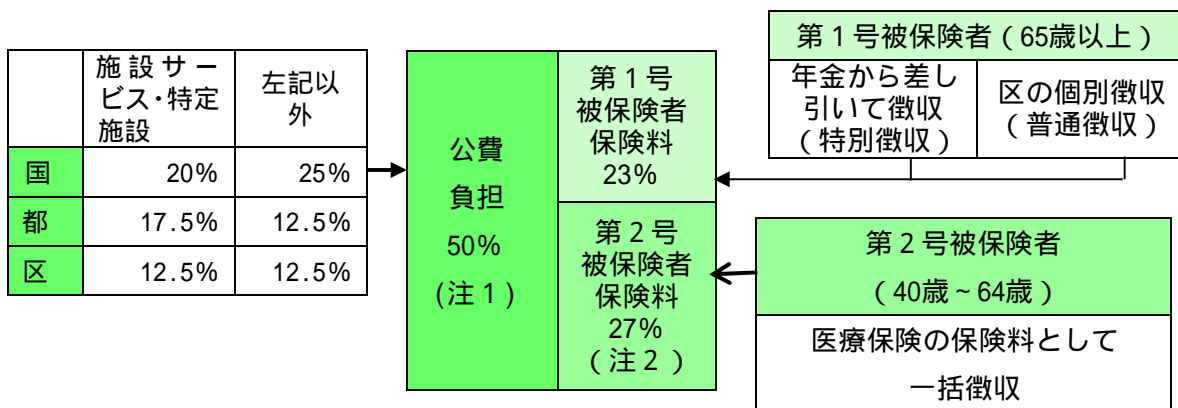 施設サー
ビス・特定
施設
左記以
外
国 20% 25%
都 17.5% 12.5%
区 12.5% 12.5%
公費
負担
50%
(注1)
第1号
被保険者
保険料
23%
第2号
被保険者
保険料
27%
(注2)
第1号被保険者(65歳以上)
年金から差し
引いて徴収
(特別徴収)
区の個別徴収
(普通徴収)
第2号被保険者
(40歳~64歳)
医療保険の保険料として
一括徴収